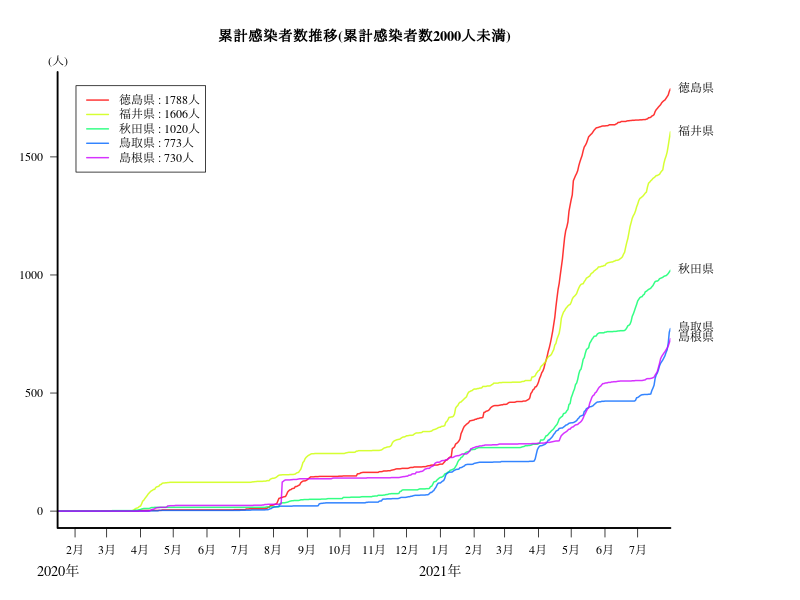 累計感染者数推移(累計感染者数2000人未満)
(人)
徳島県 : 1788人
福井県 : 1606人
秋田県 : 1020人
鳥取県 : 773人
島根県 : 730人
徳島県
福井県
秋田県
鳥取県
島根県
1500
1000
500
0
2月 3月 4月 5月 6月 7月 8月 9月 10月 11月 12月 1月 2月 3月 4月 5月 6月 7月
2020年 2021年